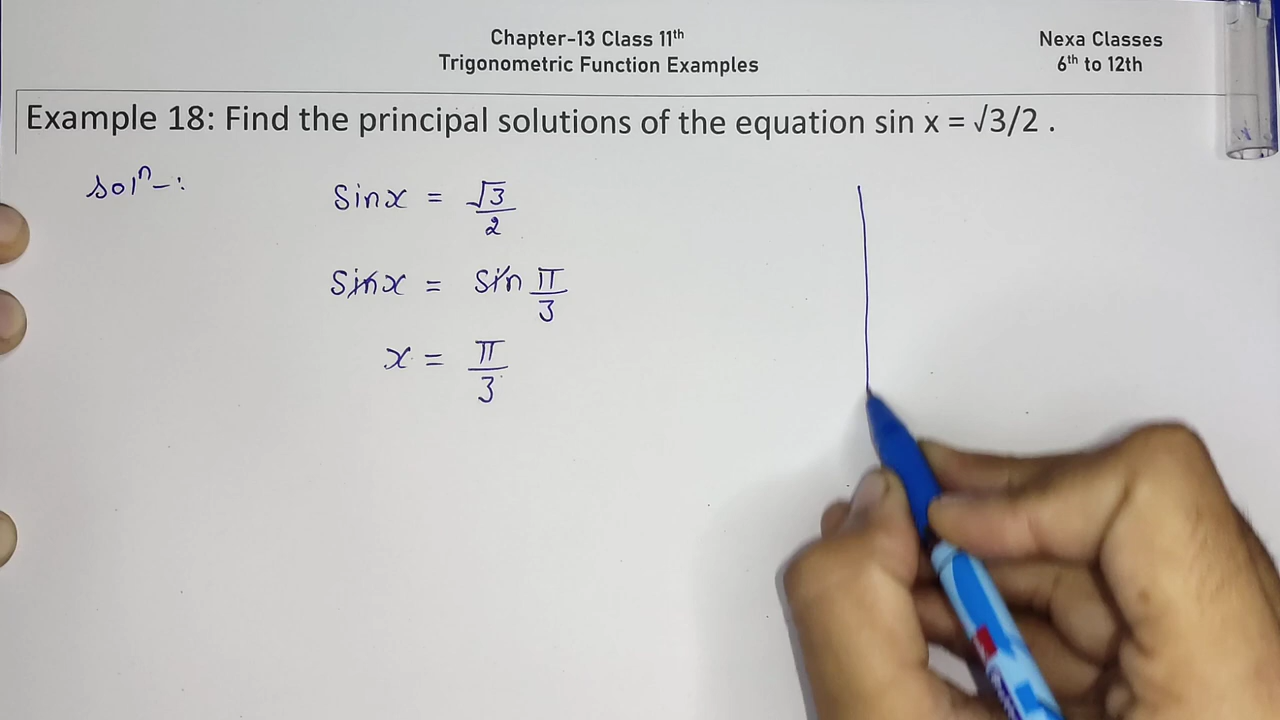 Chapter-13 Class 11th
Trigonometric Function Examples
Nexa Classes
6th to 12th
Example 18: Find the principal solutions of the equation sin x = √3/2 .
Solⁿ-:
Sinx = √3/2
Sinx = Sin π/3
x = π/3